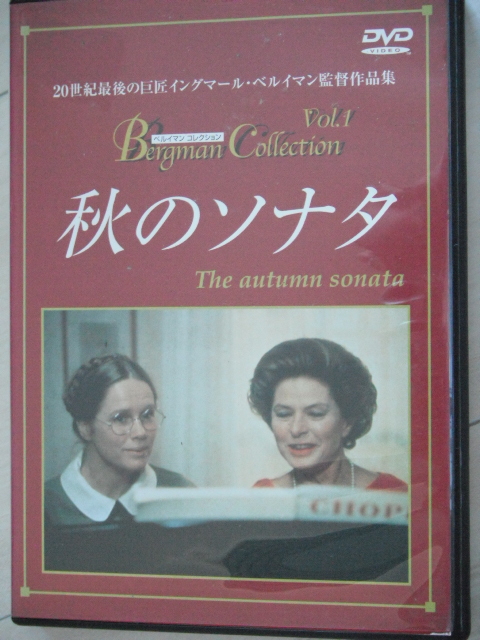 DVD
VIDEO
20世紀最後の巨匠イングマール・ベルイマン監督作品集
Vol.1
ベルイマン コレクション
Bergman Collection
秋のソナタ
The autumn sonata
CHOP